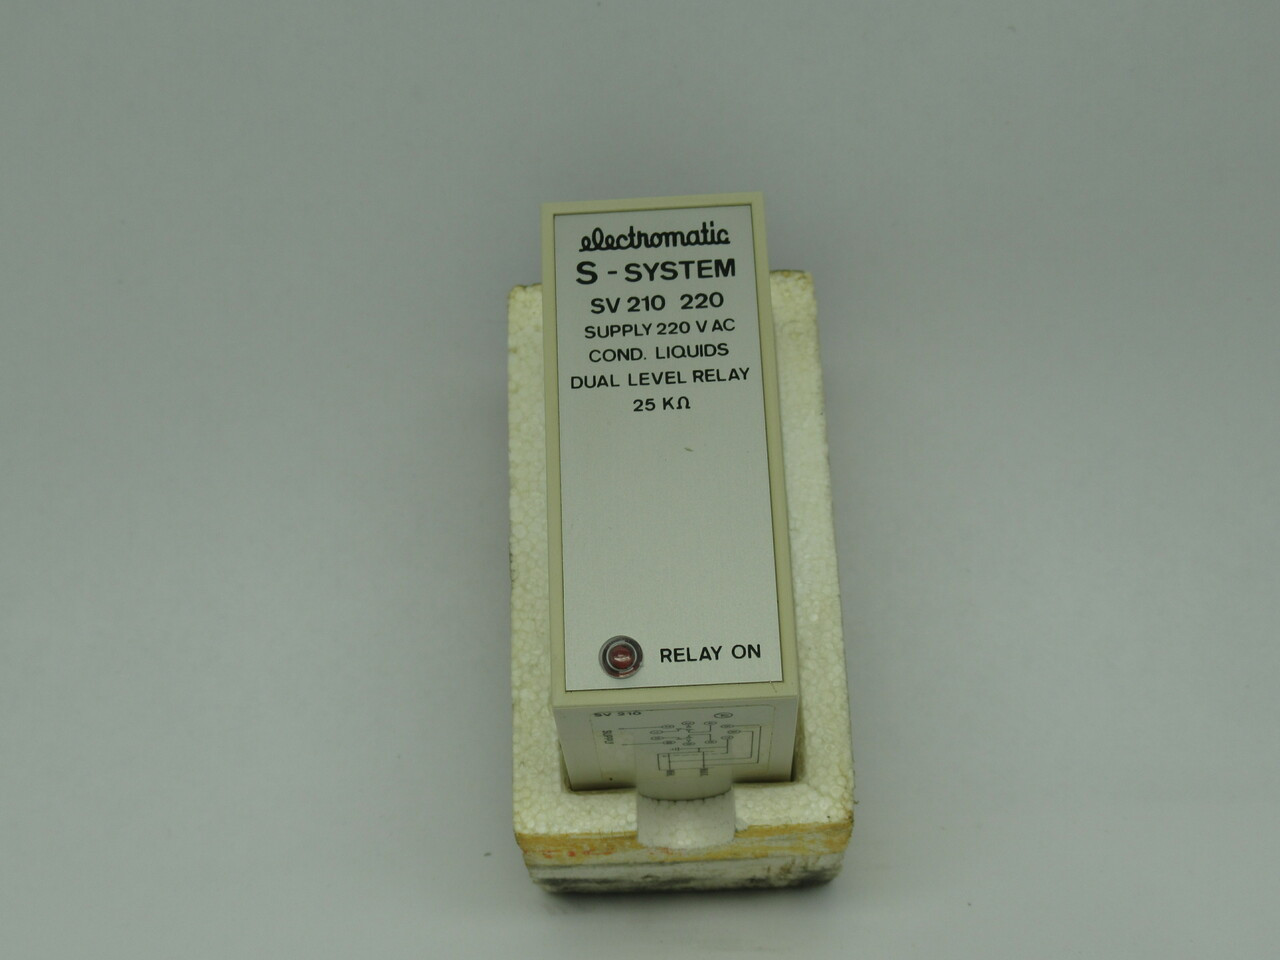 electromatic
S - SYSTEM
SV 210 220
SUPPLY 220 V AC
COND. LIQUIDS
DUAL LEVEL RELAY
25 KΩ
RELAY ON
SV 210